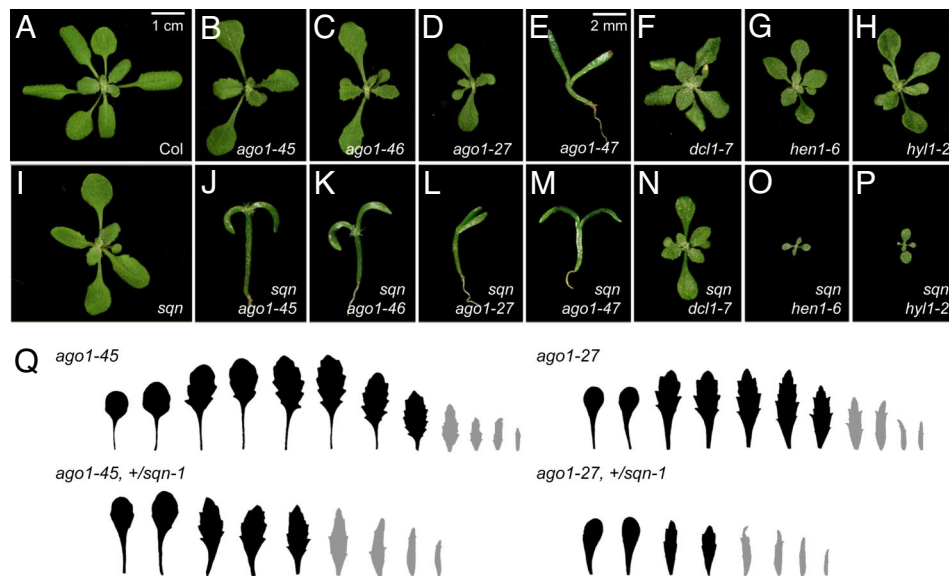 A
1 cm
Col
B
ago1-45
C
ago1-46
D
ago1-27
E
2 mm
ago1-47
F
dcl1-7
G
hen1-6
H
hyl1-2
I
sqn
J
sqn
ago1-45
K
sqn
ago1-46
L
sqn
ago1-27
M
sqn
ago1-47
N
sqn
dcl1-7
O
sqn
hen1-6
P
sqn
hyl1-2
Q
ago1-45
ago1-27
ago1-45, +/sqn-1
ago1-27, +/sqn-1